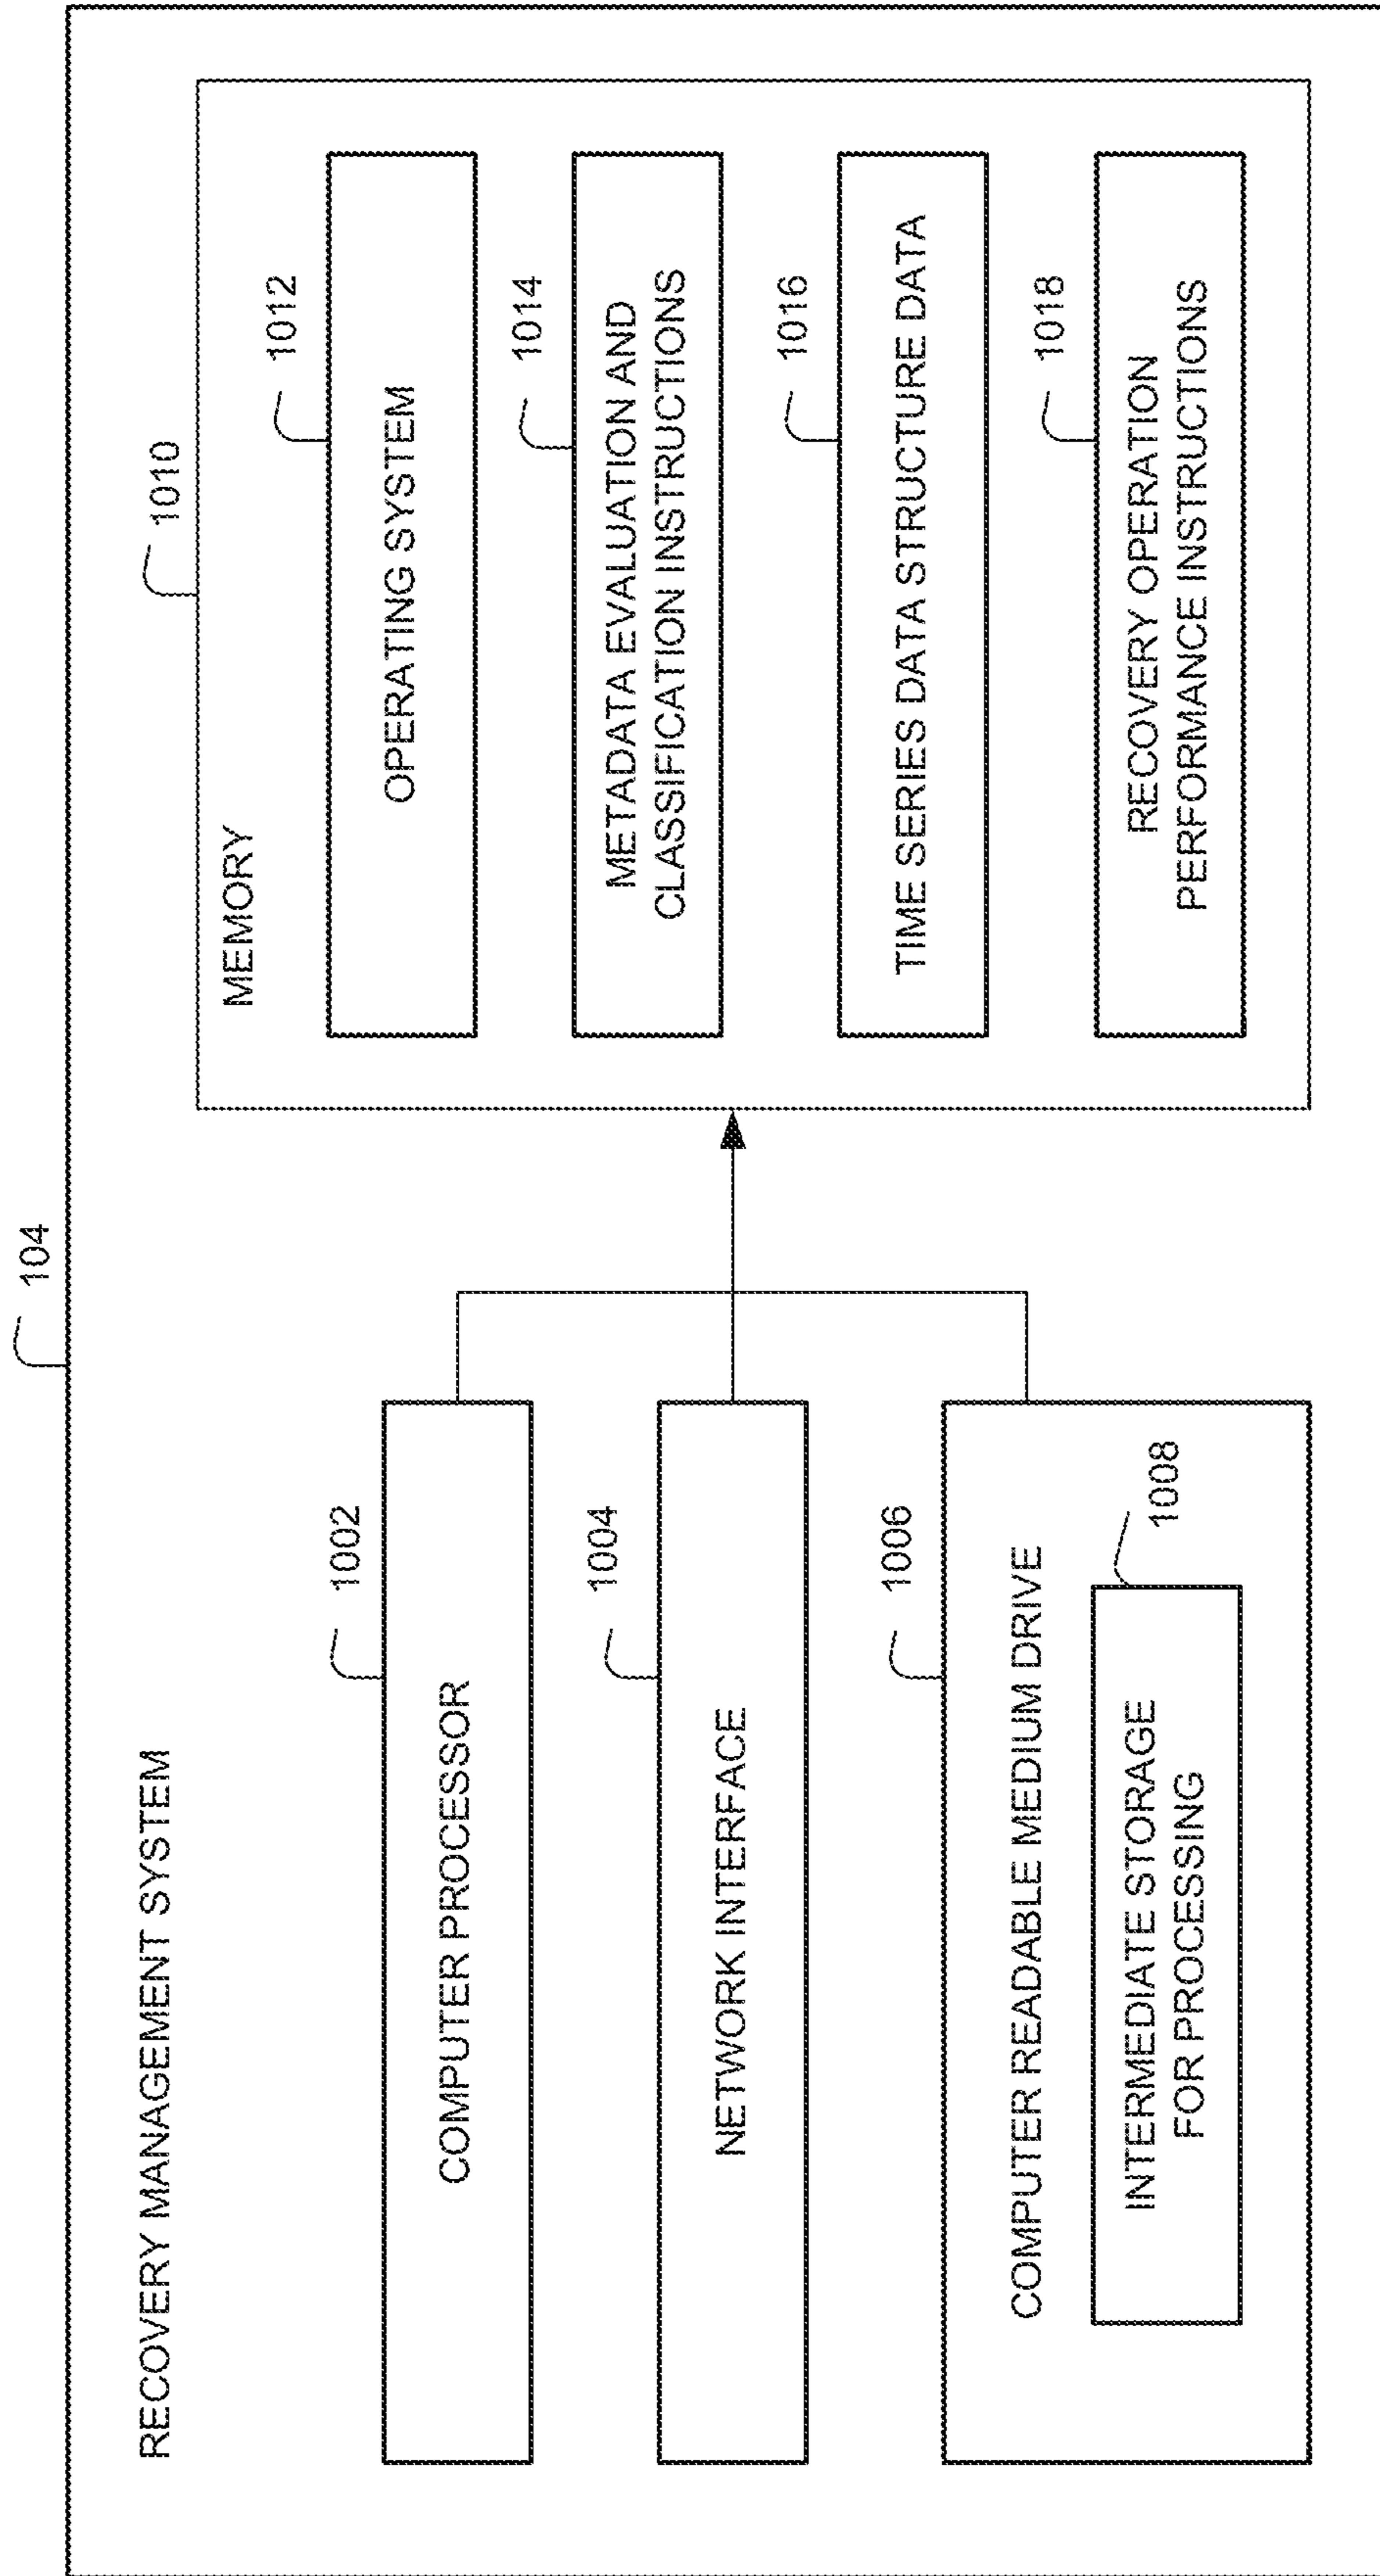 104
RECOVERY MANAGEMENT SYSTEM
1002
COMPUTER PROCESSOR
1004
NETWORK INTERFACE
1006
COMPUTER READABLE MEDIUM DRIVE
1008
INTERMEDIATE STORAGE
FOR PROCESSING
1010
MEMORY
1012
OPERATING SYSTEM
1014
METADATA EVALUATION AND
CLASSIFICATION INSTRUCTIONS
1016
TIME SERIES DATA STRUCTURE DATA
1018
RECOVERY OPERATION
PERFORMANCE INSTRUCTIONS